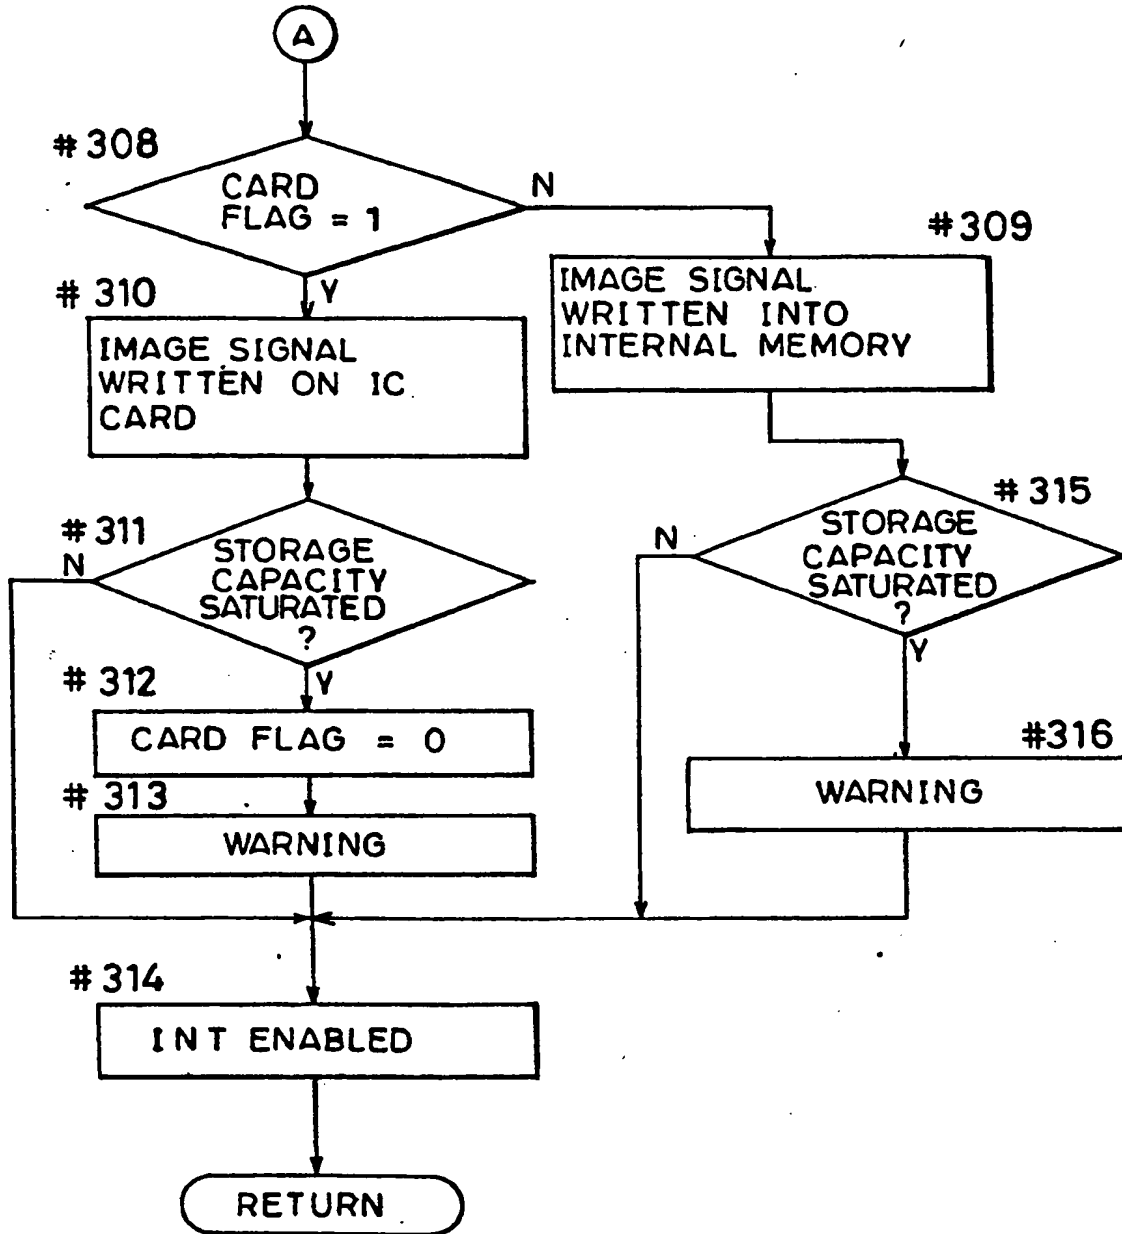 A
#308
CARD
FLAG = 1
N
Y
#309
IMAGE SIGNAL
WRITTEN INTO
INTERNAL MEMORY
#310
IMAGE SIGNAL
WRITTEN ON IC
CARD
#311
N
STORAGE
CAPACITY
SATURATED
?
Y
#315
N
STORAGE
CAPACITY
SATURATED
?
Y
#312
CARD FLAG = 0
#313
WARNING
#316
WARNING
#314
INT ENABLED
RETURN